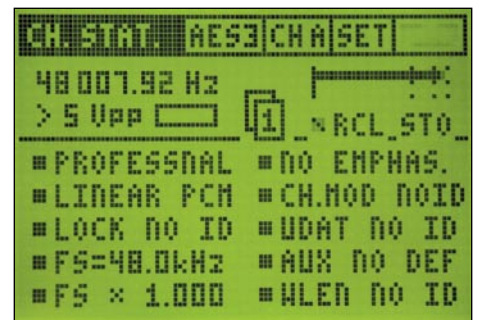 CH. STAT. AES3 CH A SET
48 007.92 Hz
> 5 Vpp
1 RCL_STO_
PROFESSNAL
LINEAR PCM
LOCK NO ID
FS=48.0kHz
FS × 1.000
NO EMPHAS.
CH.MOD NOID
UDAT NO ID
AUX NO DEF
WLEN NO ID